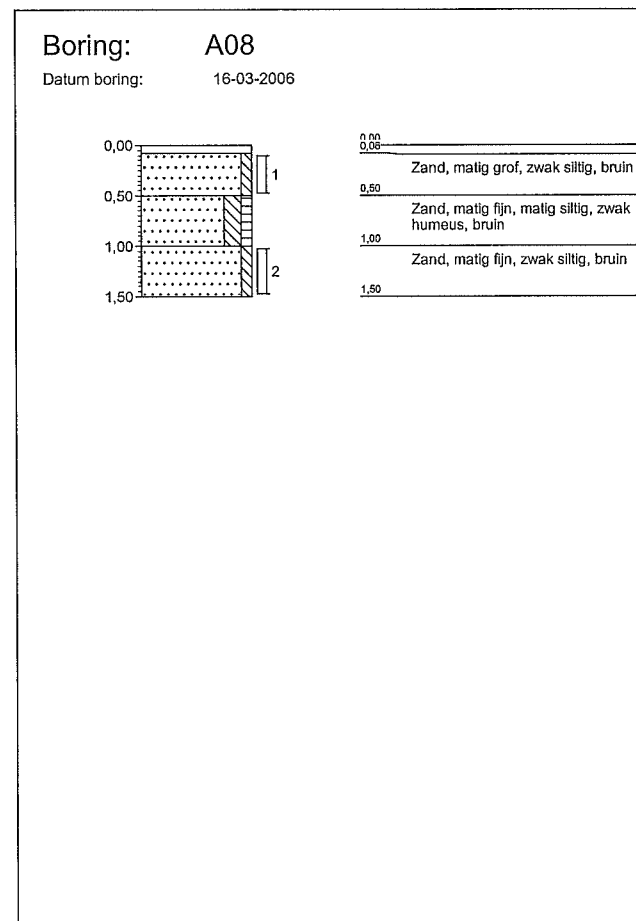 Boring: A08
Datum boring: 16-03-2006
0,00
0,50
1,00
1,50
1
2
0,00
0,08
Zand, matig grof, zwak siltig, bruin
0,50
Zand, matig fijn, matig siltig, zwak
humeus, bruin
1,00
Zand, matig fijn, zwak siltig, bruin
1,50